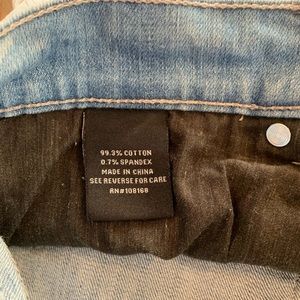 99.3% COTTON
0.7% SPANDEX
MADE IN CHINA
SEE REVERSE FOR CARE
RN#108168